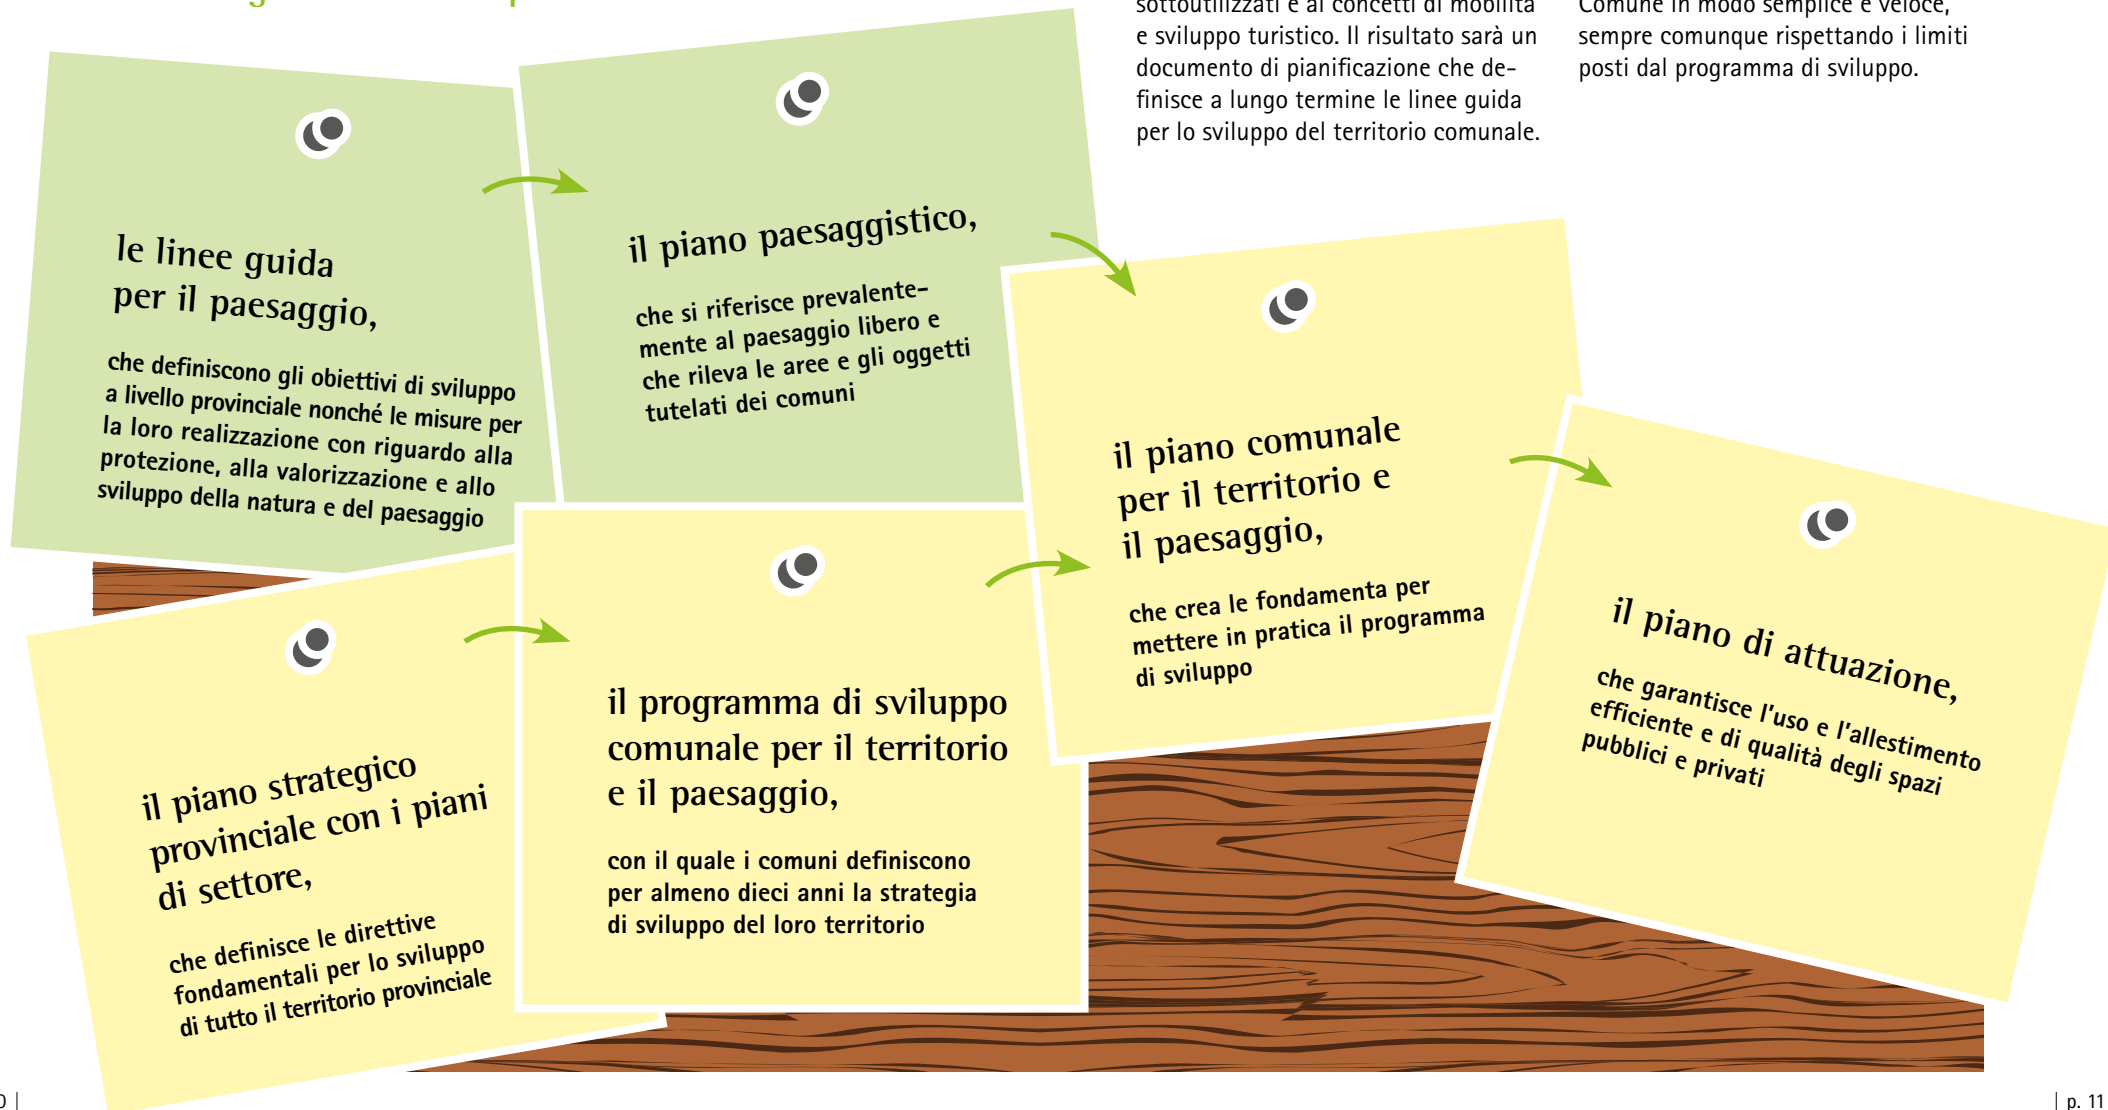 sottoutilizzati e ai concetti di mobilità
e sviluppo turistico. Il risultato sarà un
documento di pianificazione che de-
finisce a lungo termine le linee guida
per lo sviluppo del territorio comunale.
Comune in modo semplice e veloce,
sempre comunque rispettando i limiti
posti dal programma di sviluppo.
le linee guida
per il paesaggio,
che definiscono gli obiettivi di sviluppo
a livello provinciale nonché le misure per
la loro realizzazione con riguardo alla
protezione, alla valorizzazione e allo
sviluppo della natura e del paesaggio
il piano paesaggistico,
che si riferisce prevalente-
mente al paesaggio libero e
che rileva le aree e gli oggetti
tutelati dei comuni
il piano strategico
provinciale con i piani
di settore,
che definisce le direttive
fondamentali per lo sviluppo
di tutto il territorio provinciale
il programma di sviluppo
comunale per il territorio
e il paesaggio,
con il quale i comuni definiscono
per almeno dieci anni la strategia
di sviluppo del loro territorio
il piano comunale
per il territorio e
il paesaggio,
che crea le fondamenta per
mettere in pratica il programma
di sviluppo
il piano di attuazione,
che garantisce l'uso e l'allestimento
efficiente e di qualità degli spazi
pubblici e privati
0 |
| p. 11